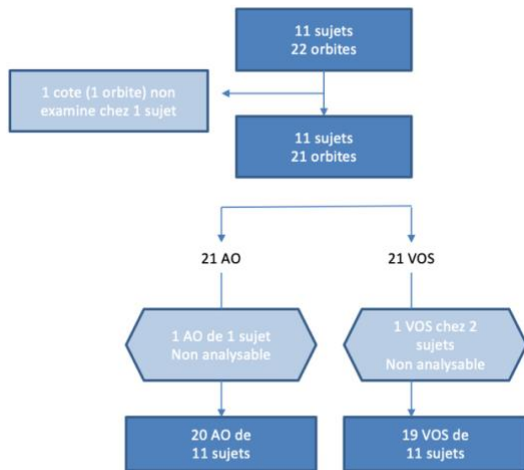 11 sujets
22 orbites
1 cote (1 orbite) non
examine chez 1 sujet
11 sujets
21 orbites
21 AO
21 VOS
1 AO de 1 sujet
Non analysable
1 VOS chez 2
sujets
Non analysable
20 AO de
11 sujets
19 VOS de
11 sujets